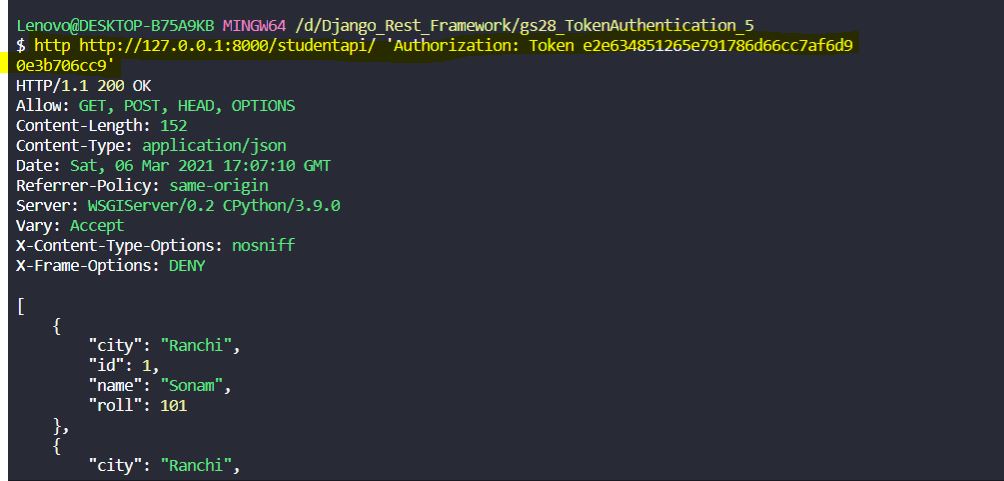 Lenovo@DESKTOP-B75A9KB MINGW64 /d/Django_Rest_Framework/gs28_TokenAuthentication_5
$ http http://127.0.0.1:8000/studentapi/ 'Authorization: Token e2e634851265e791786d66cc7af6d9
0e3b706cc9'
HTTP/1.1 200 OK
Allow: GET, POST, HEAD, OPTIONS
Content-Length: 152
Content-Type: application/json
Date: Sat, 06 Mar 2021 17:07:10 GMT
Referrer-Policy: same-origin
Server: WSGIServer/0.2 CPython/3.9.0
Vary: Accept
X-Content-Type-Options: nosniff
X-Frame-Options: DENY
[
    {
        "city": "Ranchi",
        "id": 1,
        "name": "Sonam",
        "roll": 101
    },
    {
        "city": "Ranchi",